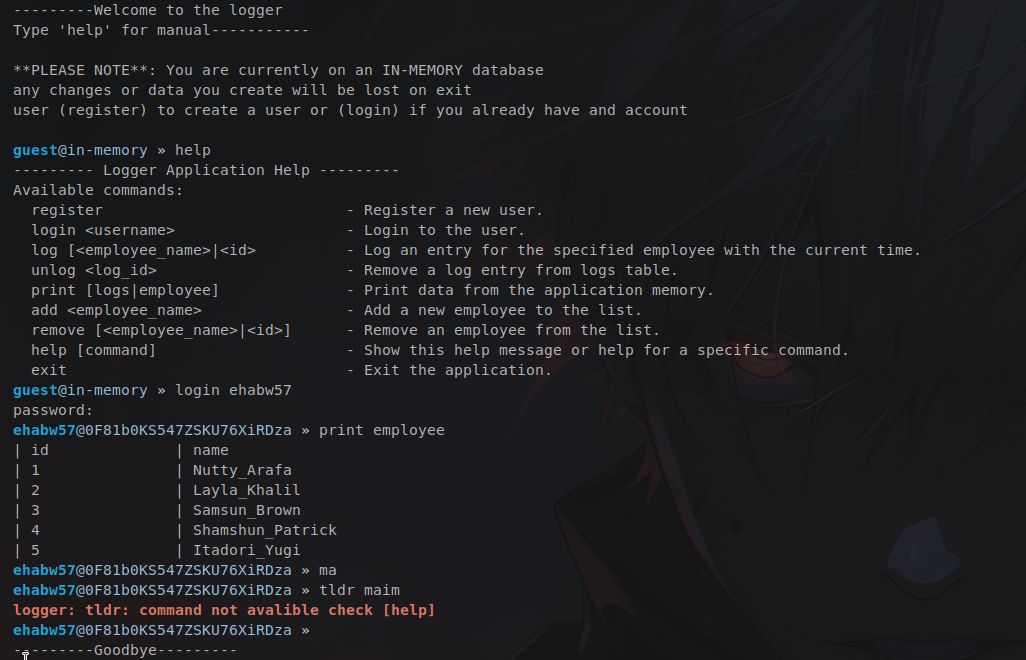 ---------Welcome to the logger
Type 'help' for manual-----------
**PLEASE NOTE**: You are currently on an IN-MEMORY database
any changes or data you create will be lost on exit
user (register) to create a user or (login) if you already have and account
guest@in-memory » help
--------- Logger Application Help ---------
Available commands:
  register                           - Register a new user.
  login <username>                   - Login to the user.
  log [<employee_name>|<id>          - Log an entry for the specified employee with the current time.
  unlog <log_id>                     - Remove a log entry from logs table.
  print [logs|employee]              - Print data from the application memory.
  add <employee_name>                - Add a new employee to the list.
  remove [<employee_name>|<id>]      - Remove an employee from the list.
  help [command]                     - Show this help message or help for a specific command.
  exit                               - Exit the application.
guest@in-memory » login ehabw57
password:
ehabw57@0F81b0KS547ZSKU76XiRDza » print employee
| id              | name
| 1               | Nutty_Arafa
| 2               | Layla_Khalil
| 3               | Samsun_Brown
| 4               | Shamshun_Patrick
| 5               | Itadori_Yugi
ehabw57@0F81b0KS547ZSKU76XiRDza » ma
ehabw57@0F81b0KS547ZSKU76XiRDza » tldr maim
logger: tldr: command not avalible check [help]
ehabw57@0F81b0KS547ZSKU76XiRDza »
---------Goodbye---------